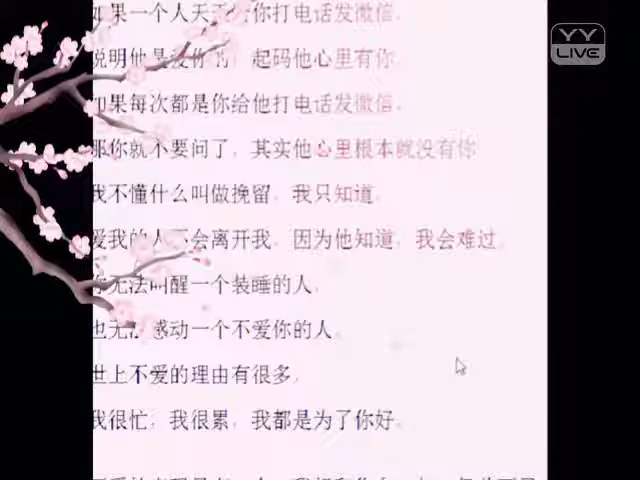 如果一个人天天给你打电话发微信。
说明他是爱你的，起码他心里有你。
如果每次都是你给他打电话发微信。
那你就不要问了，其实他心里根本就没有你
我不懂什么叫做挽留，我只知道，
爱我的人不会离开我，因为他知道，我会难过。
你无法叫醒一个装睡的人，
也无法感动一个不爱你的人。
世上不爱的理由有很多，
我很忙，我很累，我都是为了你好。
YY
LIVE